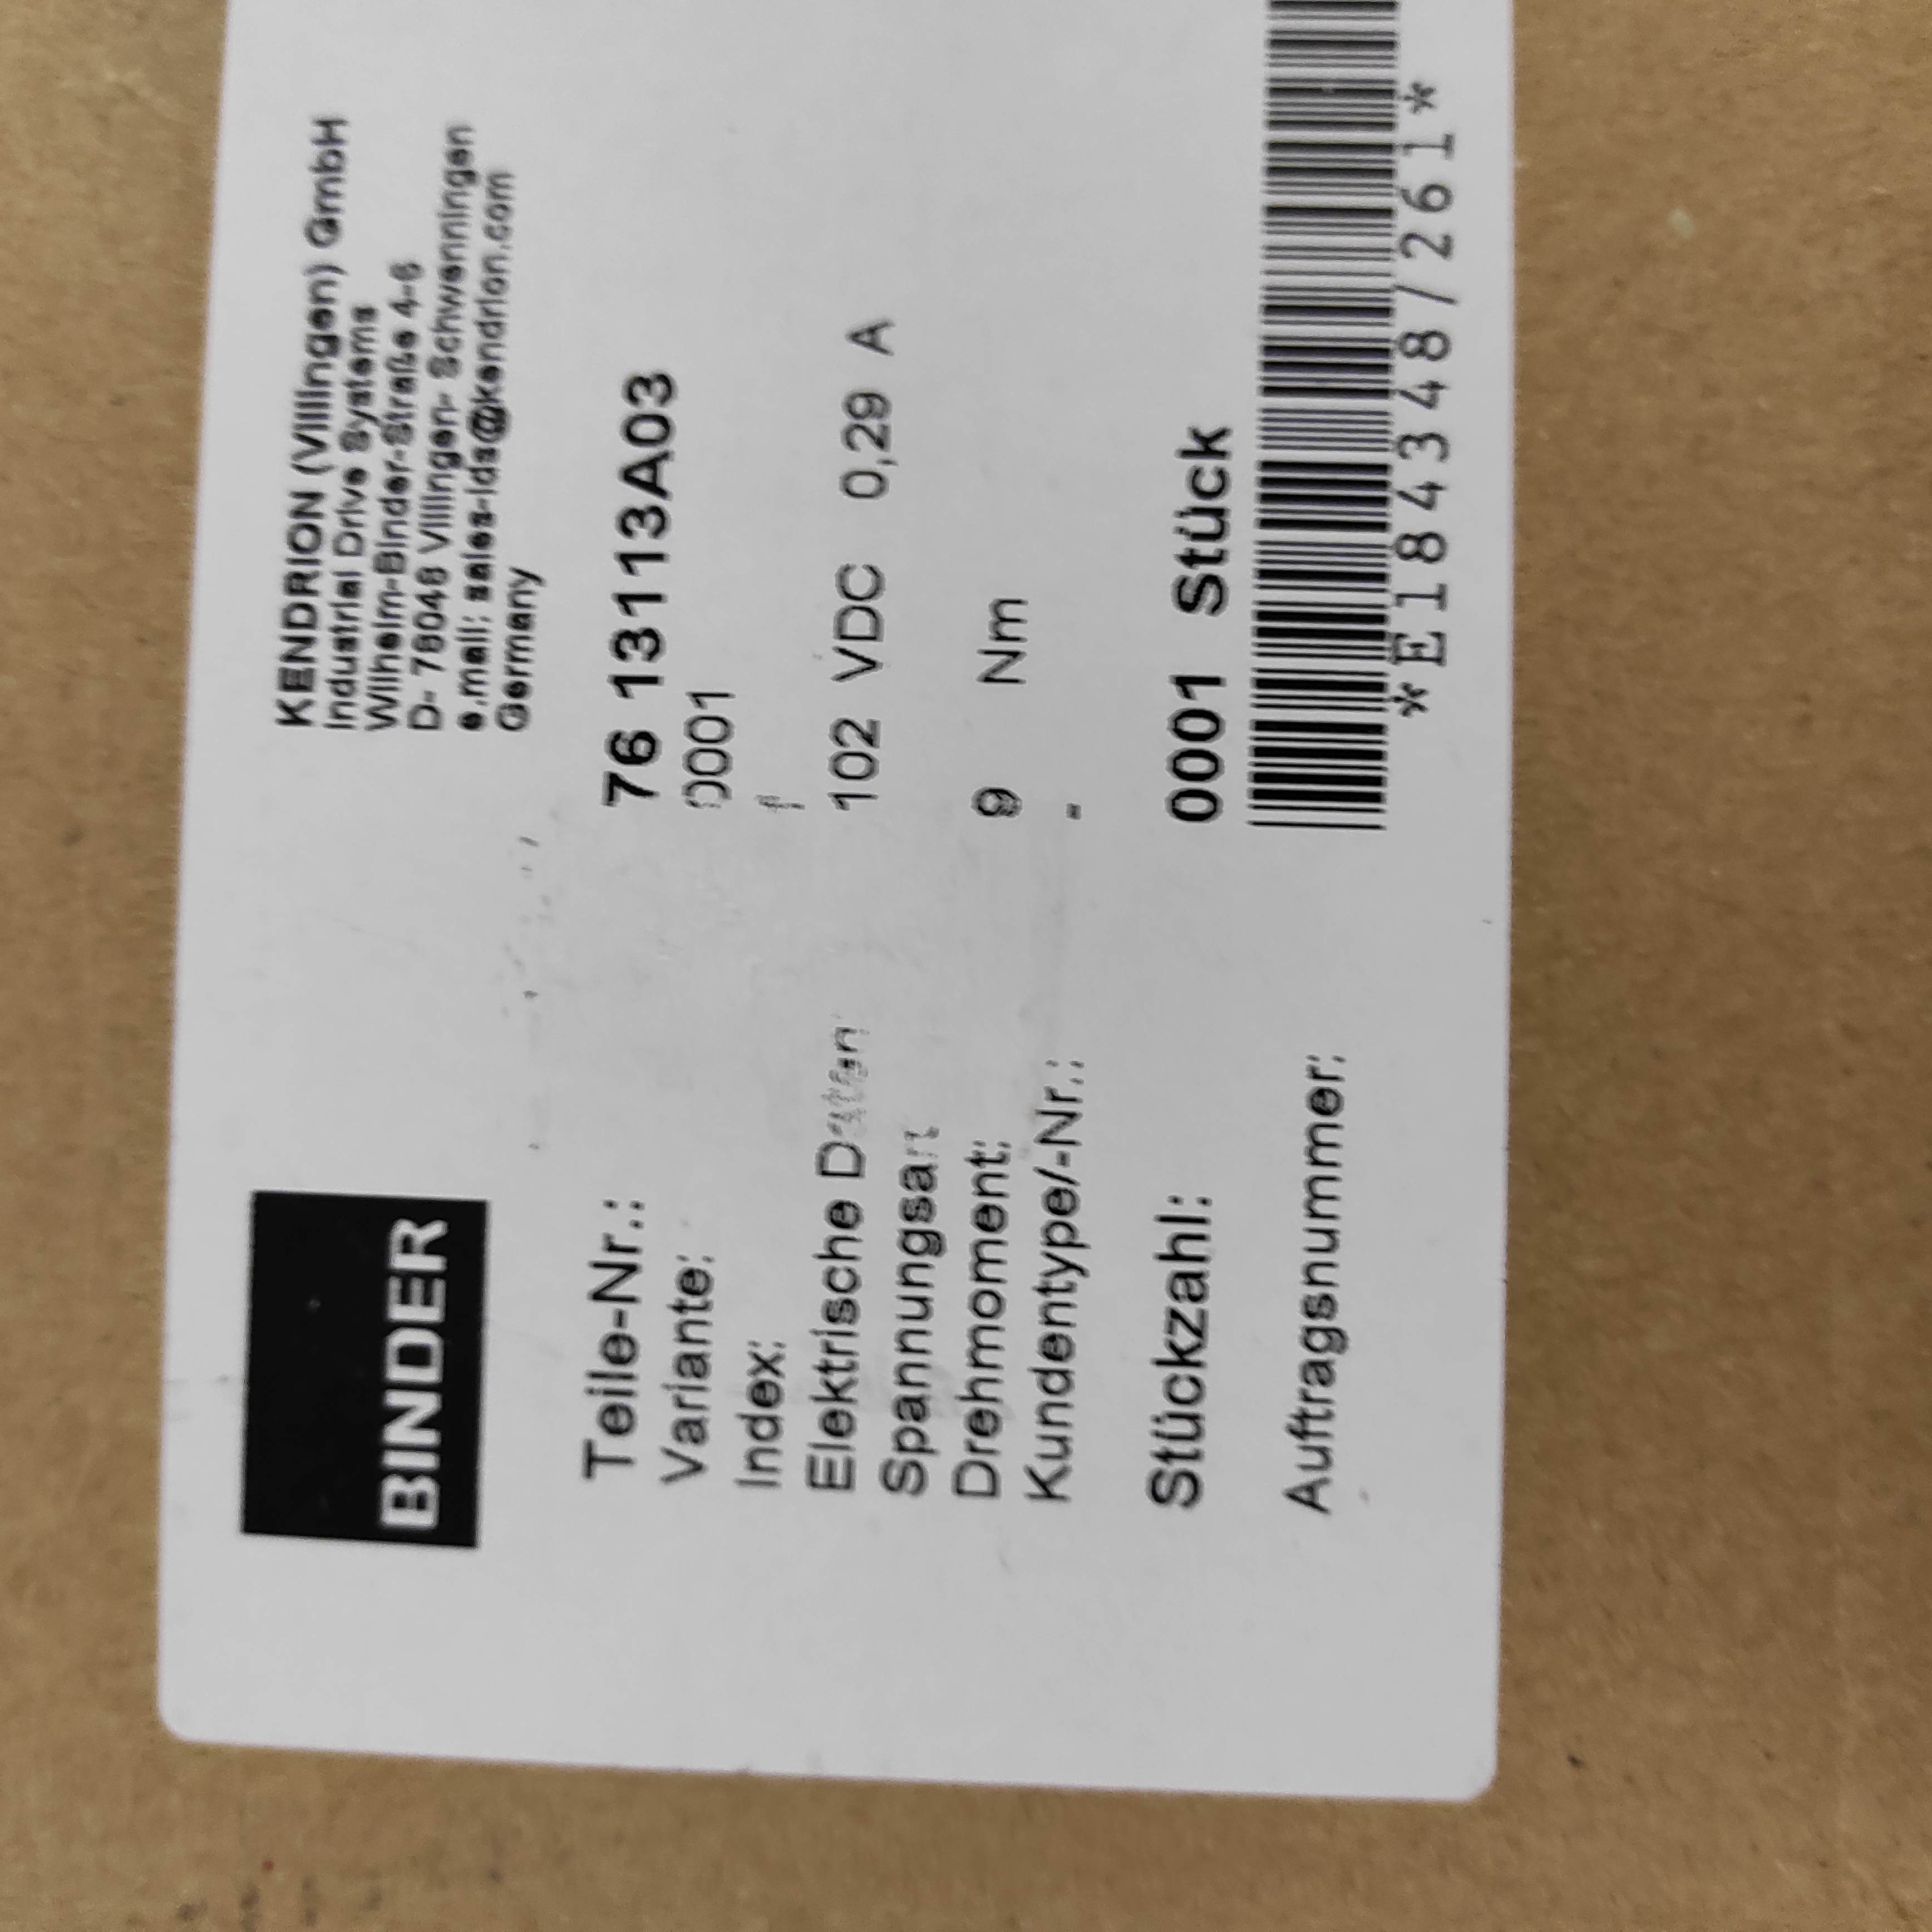 BINDER
KENDRION (Villingen) GmbH
Industrial Drive Systems
Wilhelm-Binder-Straße 4-6
D- 78048 Villingen- Schwenningen
e.mail: sales-ids@kendrion.com
Germany
Teile-Nr.: 76 13113A03
Variante: 0001
Index:
Elektrische Daten 102 VDC 0,29 A
Spannungsart
Drehmoment: 9 Nm
Kundentype/-Nr.: -
Stückzahl: 0001 Stück
Auftragsnummer:
*E184348/261*